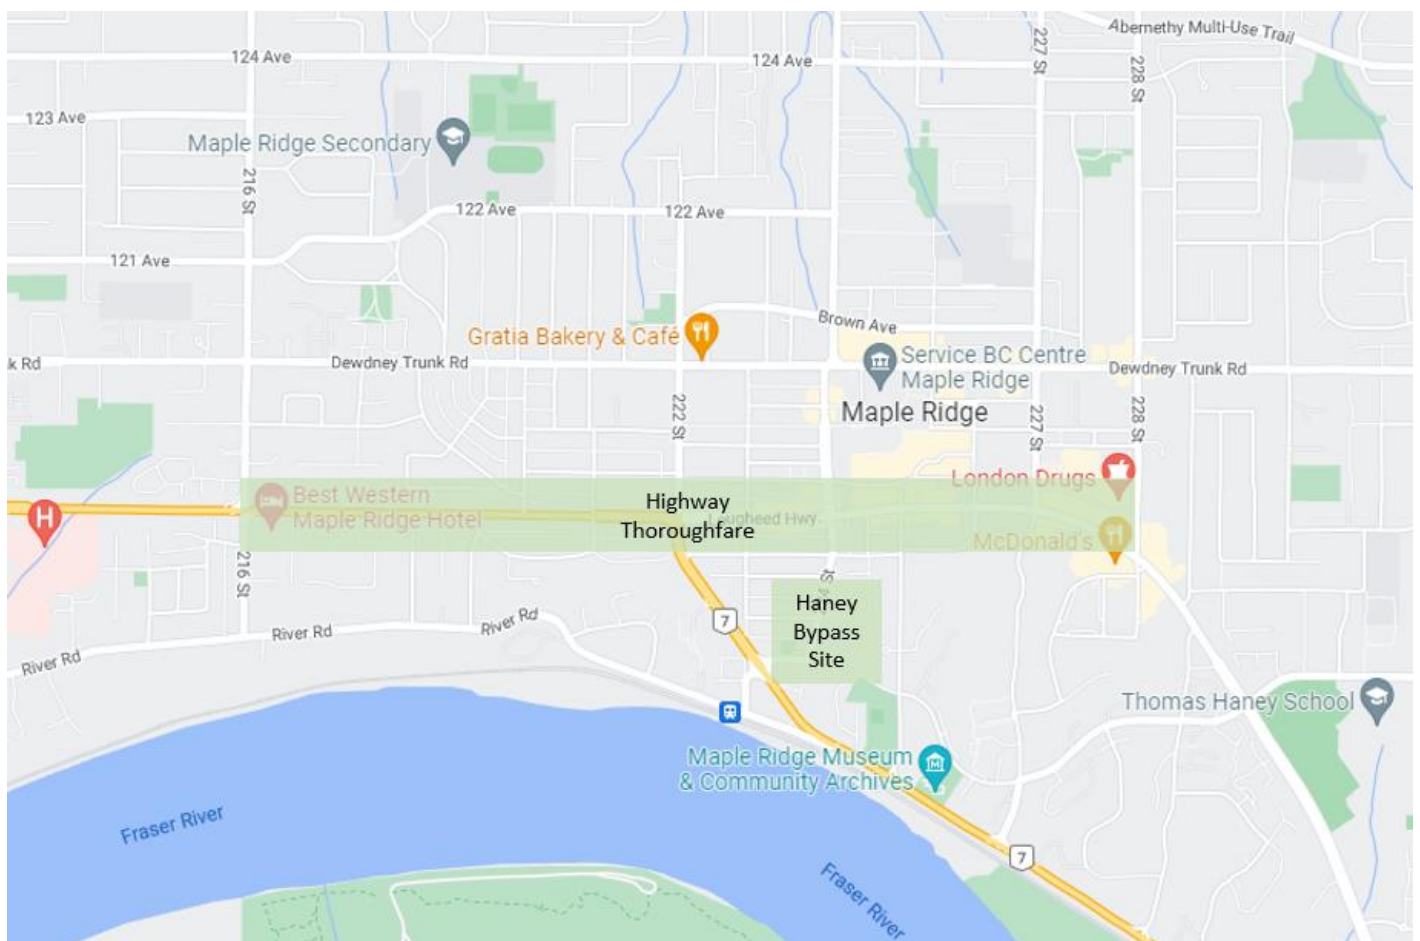 Abernethy Multi-Use Trail
124 Ave
124 Ave
227 St
228 St
123 Ave
Maple Ridge Secondary
216 St
122 Ave
122 Ave
121 Ave
Brown Ave
Gratia Bakery & Café
Service BC Centre
Maple Ridge
k Rd
Dewdney Trunk Rd
Dewdney Trunk Rd
Maple Ridge
222 St
227 St
228 St
London Drugs
Best Western
Maple Ridge Hotel
Highway
Thoroughfare
Lougheed Hwy
H
McDonald's
216 St
St
Haney
Bypass
Site
7
River Rd
River Rd
River Rd
Thomas Haney School
Maple Ridge Museum
& Community Archives
Fraser River
7
Fraser River